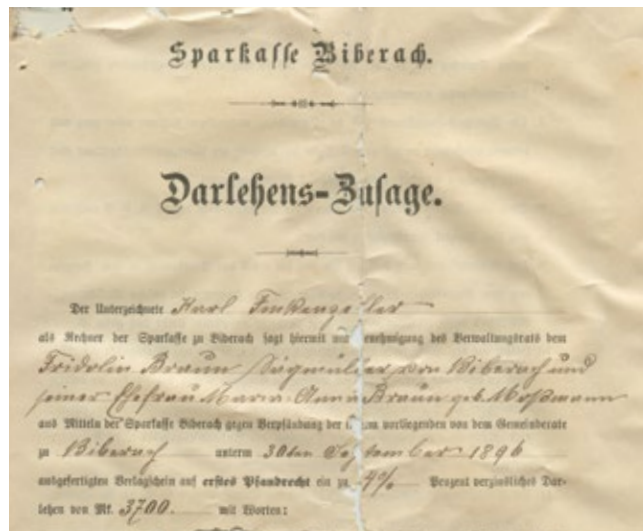 Sparkasse Biberach.
Darlehens-Zusage.
Der Unterzeichnete Karl
als Rechner der Sparkasse zu Biberach sagt hiermit mit Genehmigung des Verwaltungsrats dem
Fridolin Braun Sägmüller von Biberach und
seiner Ehefrau Maria Anna Braun geb. Moßmann
aus Mitteln der Sparkasse Biberach gegen Verpfändung der vorliegenden von dem Gemeinderate
zu Biberach unterm 30ten September 1896
ausgefertigten Verlagschein auf erstes Pfandrecht ein zu 4% Prozent verzinsliches Dar-
lehen von Mk. 3700. mit Worten: